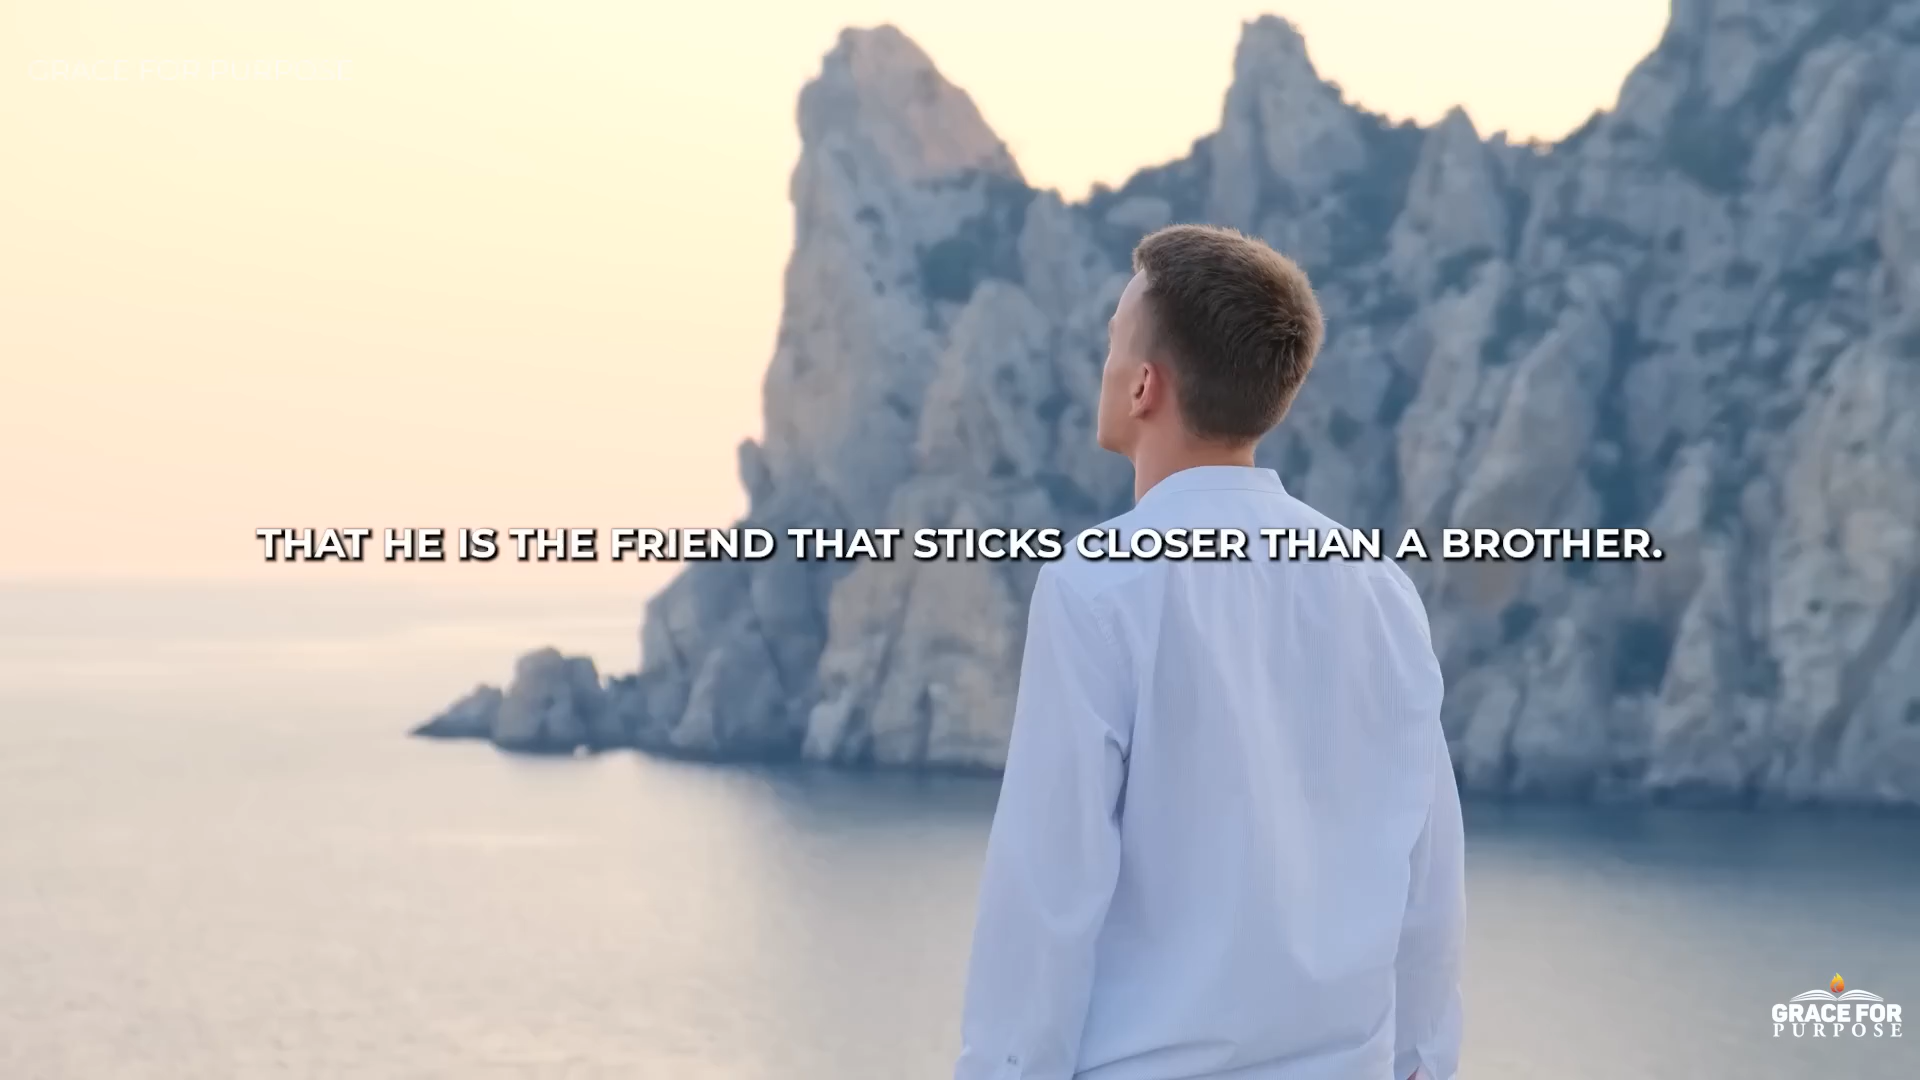 GRACE FOR PURPOSE
THAT HE IS THE FRIEND THAT STICKS CLOSER THAN A BROTHER.
GRACE FOR
PURPOSE